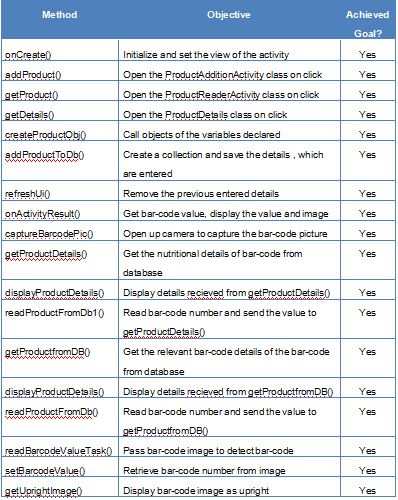 Method Objective Achieved
Goal?
onCreate() Initialize and set the view of the activity Yes
addProduct() Open the ProductAdditionActivity class on click Yes
getProduct() Open the ProductReaderActivity class on click Yes
getDetails() Open the ProductDetails class on click Yes
createProductObj() Call objects of the variables declared Yes
addProductToDb() Create a collection and save the details , which Yes
are entered
refreshUi() Remove the previous entered details Yes
onActivityResult() Get bar-code value, display the value and image Yes
captureBarcodePic() Open up camera to capture the bar-code picture Yes
getProductDetails() Get the nutritional details of bar-code from Yes
database
displayProductDetails() Display details recieved from getProductDetails() Yes
readProductFromDb1() Read bar-code number and send the value to Yes
getProductDetails()
getProductfromDB() Get the relevant bar-code details of the bar-code Yes
from database
displayProductDetails() Display details recieved from getProductfromDB() Yes
readProductFromDb() Read bar-code number and send the value to Yes
getProductfromDB()
readBarcodeValueTask() Pass bar-code image to detect bar-code Yes
setBarcodeValue() Retrieve bar-code number from image Yes
getUprightImage() Display bar-code image as upright Yes